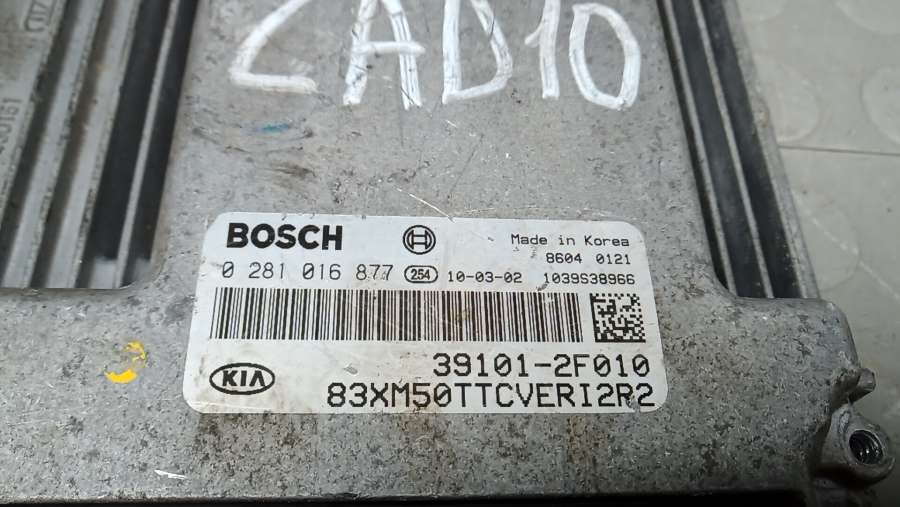 CAD10
BOSCH
Made in Korea
8604 0121
0 281 016 877 254 10-03-02 1039S38966
39101-2F010
KIA
83XM50TTCVERI2R2